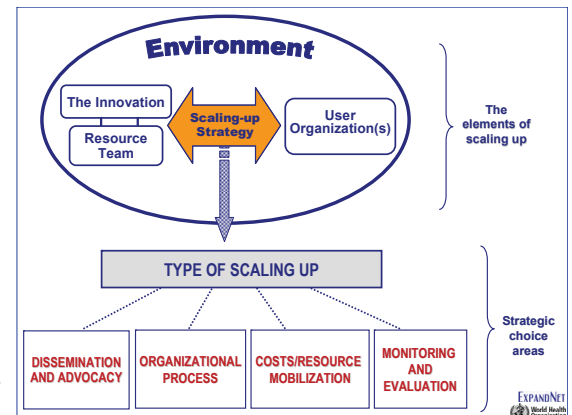 Environment
The Innovation
Resource
Team
Scaling-up
Strategy
User
Organization(s)
The
elements of
scaling up
TYPE OF SCALING UP
DISSEMINATION
AND ADVOCACY
ORGANIZATIONAL
PROCESS
COSTS/RESOURCE
MOBILIZATION
MONITORING
AND
EVALUATION
Strategic
choice
areas
EXPANDNET
World Health
Organization